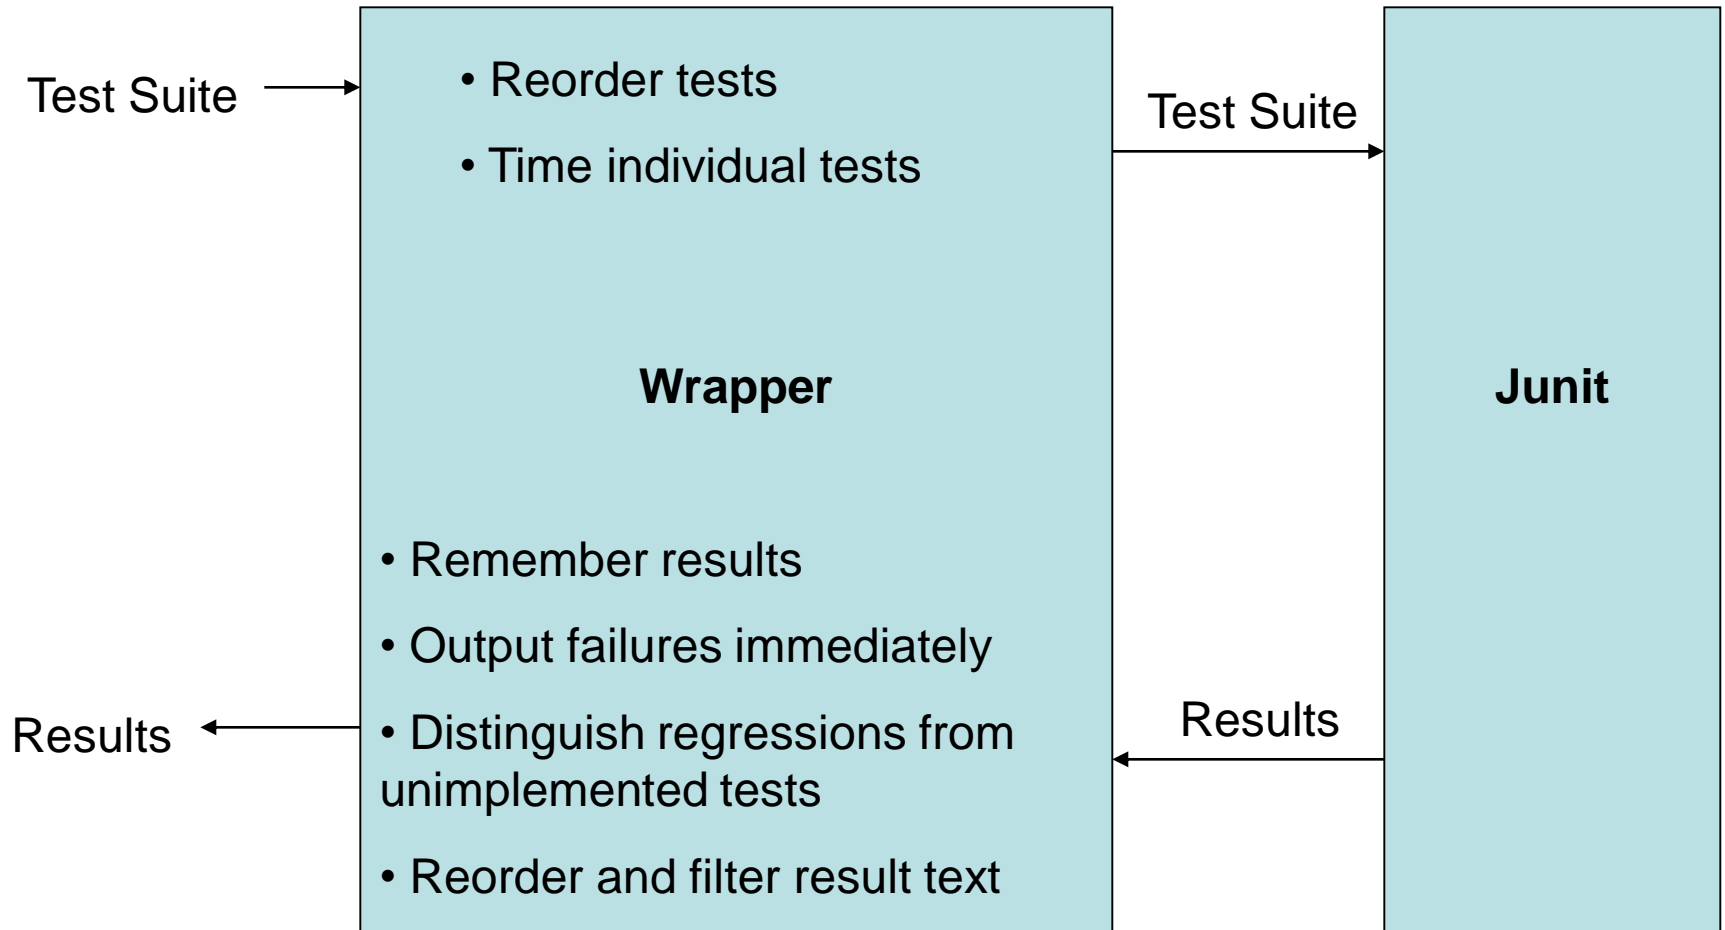 Test Suite
• Reorder tests
• Time individual tests
Test Suite
Wrapper
Junit
• Remember results
• Output failures immediately
• Distinguish regressions from
unimplemented tests
• Reorder and filter result text
Results
Results